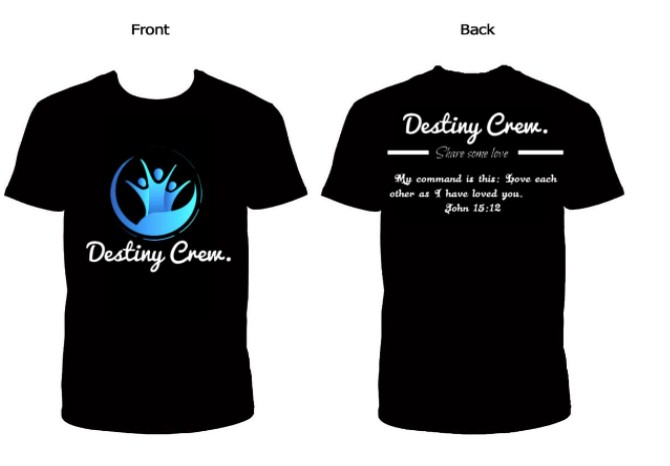 Front
Back
Destiny Crew.
Destiny Crew.
Share some love
My command is this: Love each
other as I have loved you.
John 15:12